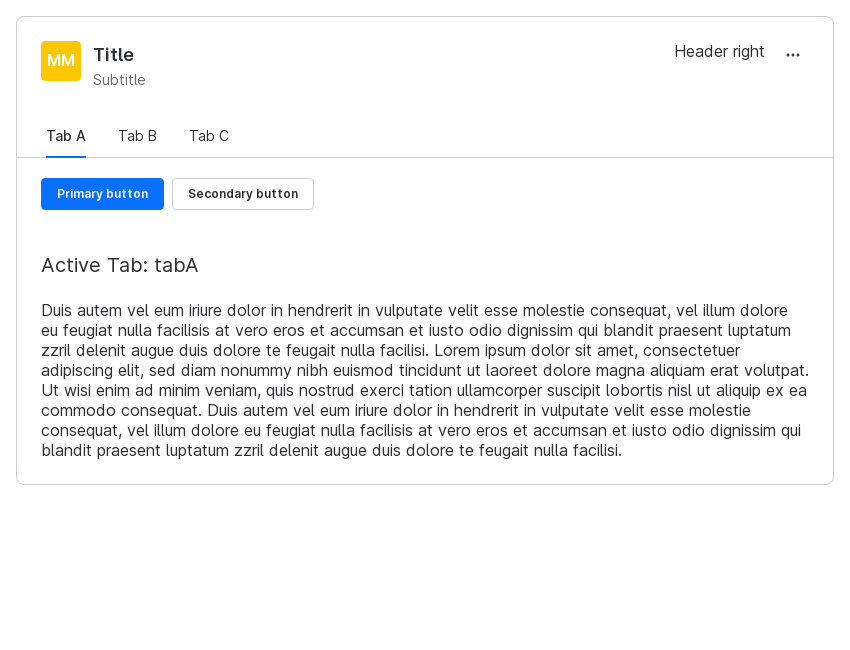 MM
Title
Subtitle
Header right
Tab A
Tab B
Tab C
Primary button
Secondary button
Active Tab: tabA
Duis autem vel eum iriure dolor in hendrerit in vulputate velit esse molestie consequat, vel illum dolore
eu feugiat nulla facilisis at vero eros et accumsan et iusto odio dignissim qui blandit praesent luptatum
zzril delenit augue duis dolore te feugait nulla facilisi. Lorem ipsum dolor sit amet, consectetuer
adipiscing elit, sed diam nonummy nibh euismod tincidunt ut laoreet dolore magna aliquam erat volutpat.
Ut wisi enim ad minim veniam, quis nostrud exerci tation ullamcorper suscipit lobortis nisl ut aliquip ex ea
commodo consequat. Duis autem vel eum iriure dolor in hendrerit in vulputate velit esse molestie
consequat, vel illum dolore eu feugiat nulla facilisis at vero eros et accumsan et iusto odio dignissim qui
blandit praesent luptatum zzril delenit augue duis dolore te feugait nulla facilisi.